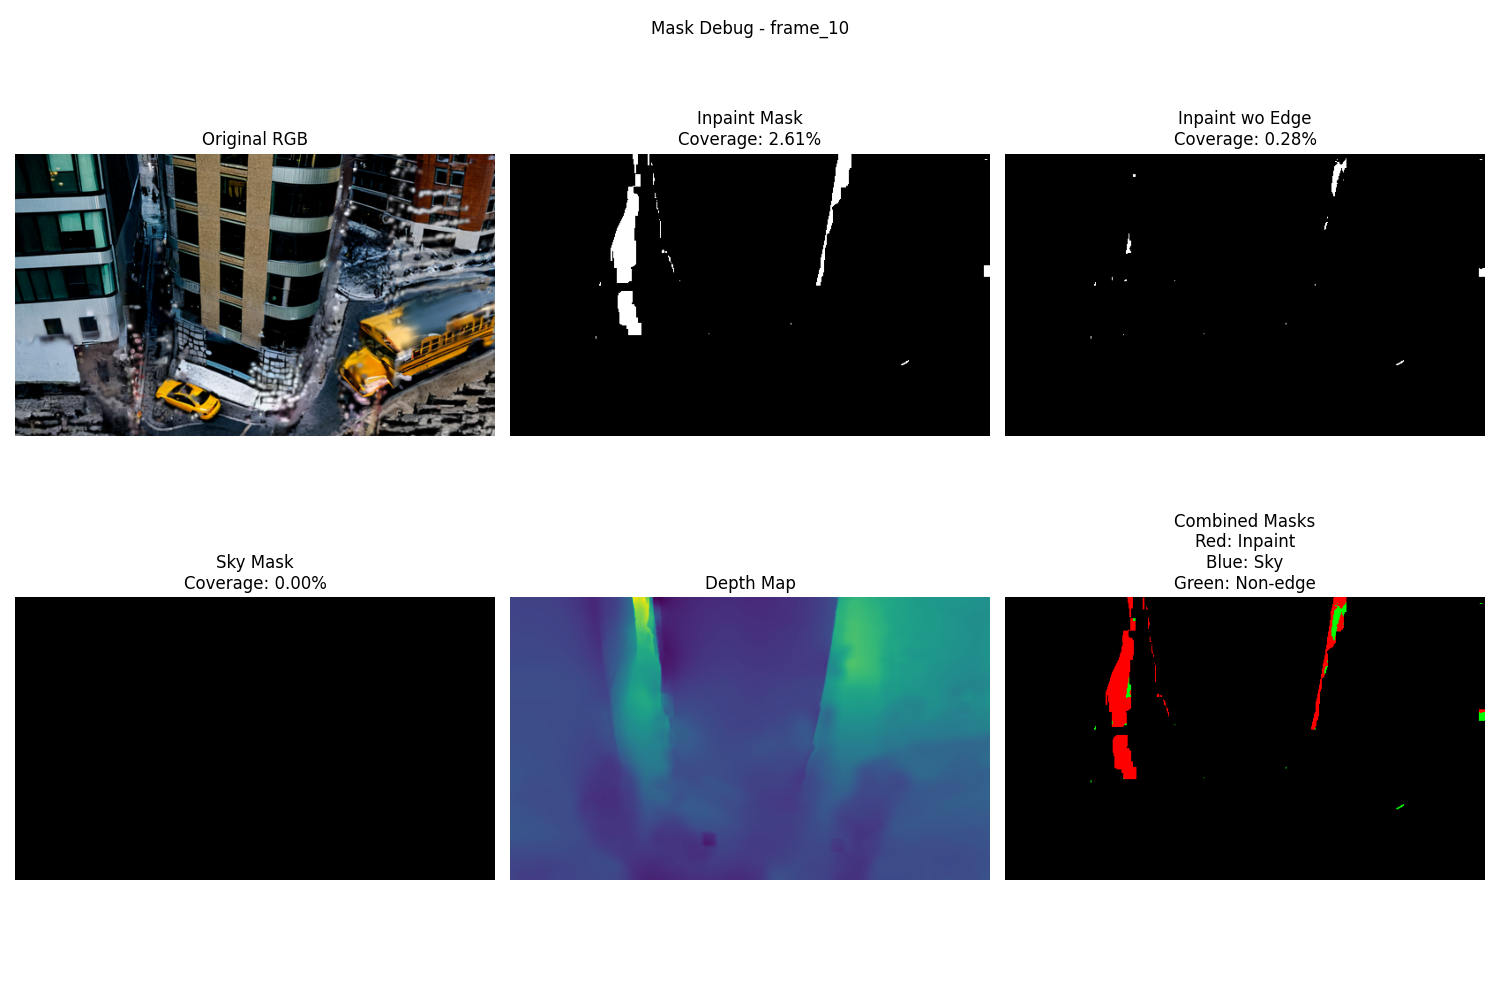 Mask Debug - frame_10
Original RGB
Inpaint Mask
Coverage: 2.61%
Inpaint wo Edge
Coverage: 0.28%
Sky Mask
Coverage: 0.00%
Depth Map
Combined Masks
Red: Inpaint
Blue: Sky
Green: Non-edge